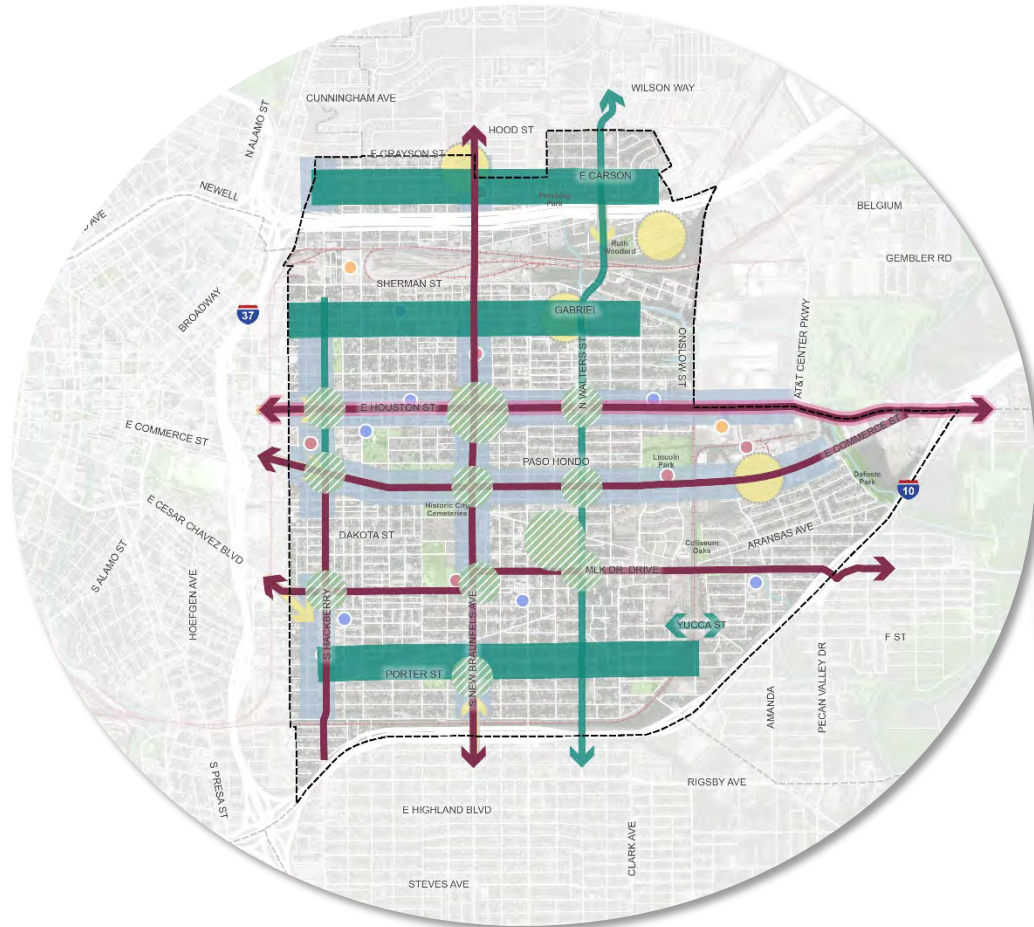 WILSON WAY
CUNNINGHAM AVE
N ALAMO ST
HOOD ST
E GRAYSON ST
E CARSON
NEWELL
Pershing
Park
BELGIUM
Ruth
Woodard
GEMBLER RD
SHERMAN ST
BROADWAY
37
GABRIEL
ONSLOW ST
AT&T CENTER PKWY
N WALTERS ST
E HOUSTON ST
E COMMERCE ST
E COMMERCE ST
PASO HONDO
Lincoln
Park
Dafoste
Park
10
E CESAR CHAVEZ BLVD
Historic City
Cemeteries
DAKOTA ST
ARANSAS AVE
Coliseum
Oaks
S ALAMO ST
HOEFGEN AVE
MLK DR. DRIVE
S HACKBERRY
S NEW BRAUNFELS AVE
YUCCA ST
F ST
PORTER ST
AMANDA
PECAN VALLEY DR
S PRESA ST
RIGSBY AVE
E HIGHLAND BLVD
CLARK AVE
STEVES AVE